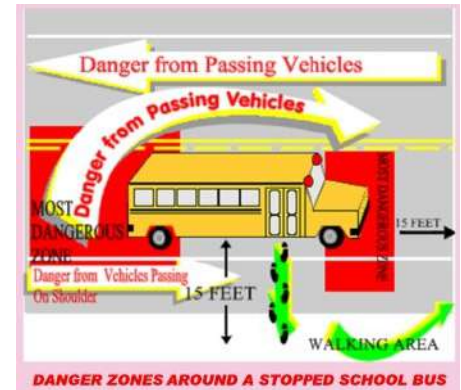 Danger from Passing Vehicles
Danger from Passing Vehicles
MOST
DANGEROUS
ZONE
MOST DANGEROUS ZONE
15 FEET
Danger from Vehicles Passing
On Shoulder
15 FEET
WALKING AREA
DANGER ZONES AROUND A STOPPED SCHOOL BUS